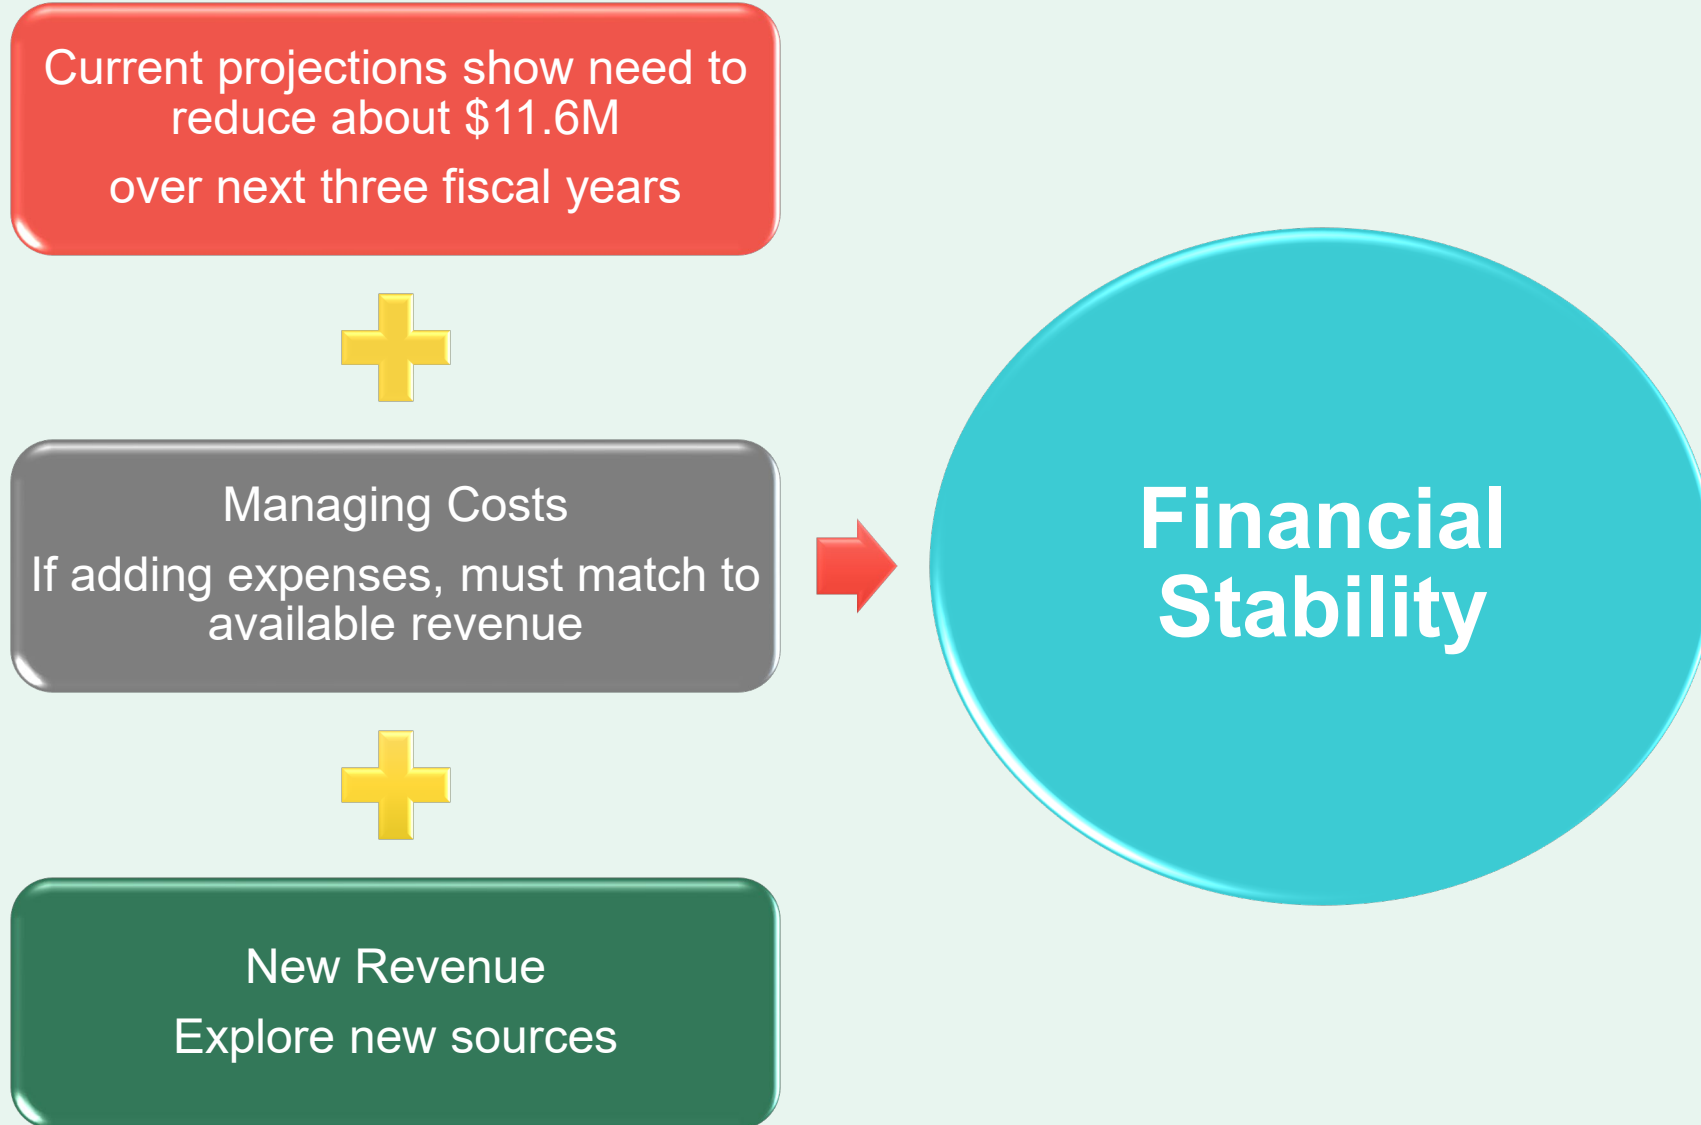 Current projections show need to
reduce about $11.6M
over next three fiscal years
Managing Costs
If adding expenses, must match to
available revenue
New Revenue
Explore new sources
Financial
Stability